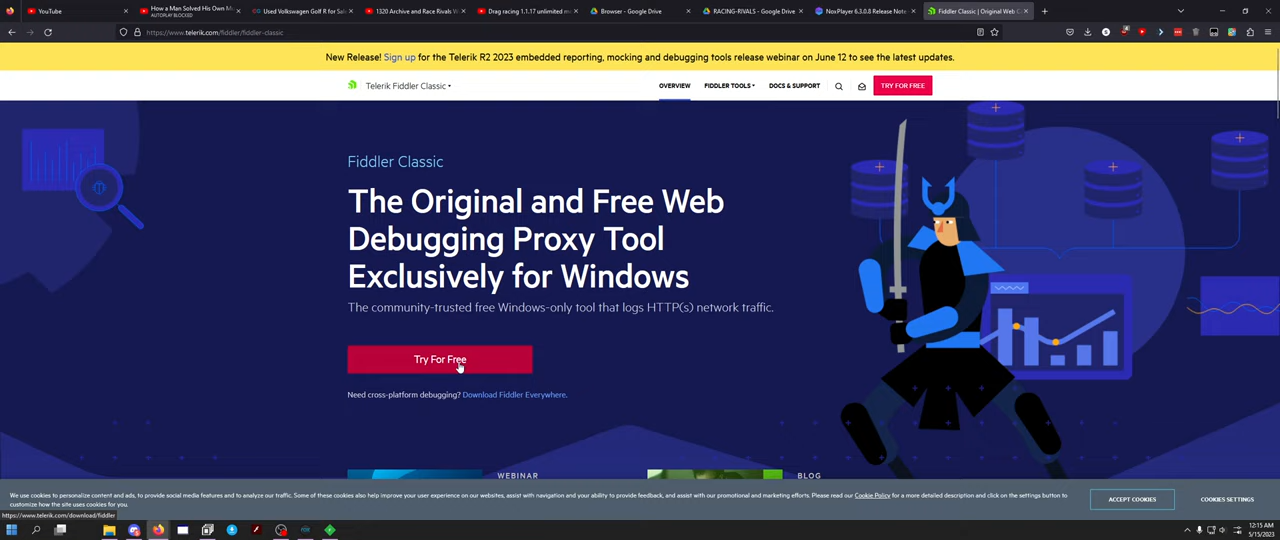 YouTube
How a Man Solved His Own M
AUTOPLAY BLOCKED
Used Volkswagen Golf R for Sal
1320 Archive and Race Rivals Vi
Drag racing 1.1.17 unlimited m
Browser - Google Drive
RACING-RIVALS - Google Drive
NoxPlayer 6.3.0.8 Release Note
Fiddler Classic | Original Web C
https://www.telerik.com/fiddler/fiddler-classic
New Release! Sign up for the Telerik R2 2023 embedded reporting, mocking and debugging tools release webinar on June 12 to see the latest updates.
Telerik Fiddler Classic
OVERVIEW
FIDDLER TOOLS
DOCS & SUPPORT
TRY FOR FREE
Fiddler Classic
The Original and Free Web
Debugging Proxy Tool
Exclusively for Windows
The community-trusted free Windows-only tool that logs HTTP(s) network traffic.
Try For Free
Need cross-platform debugging? Download Fiddler Everywhere.
WEBINAR
BLOG
We use cookies to personalize content and ads, to provide social media features and to analyze our traffic. Some of these cookies also help improve your user experience on our websites, assist with navigation and your ability to provide feedback, and assist with our promotional and marketing efforts. Please read our Cookie Policy for a more detailed description and click on the settings button to
customize how the site uses cookies for you.
ACCEPT COOKIES
COOKIES SETTINGS
https://www.telerik.com/download/fiddler
12:15 AM
5/15/2023